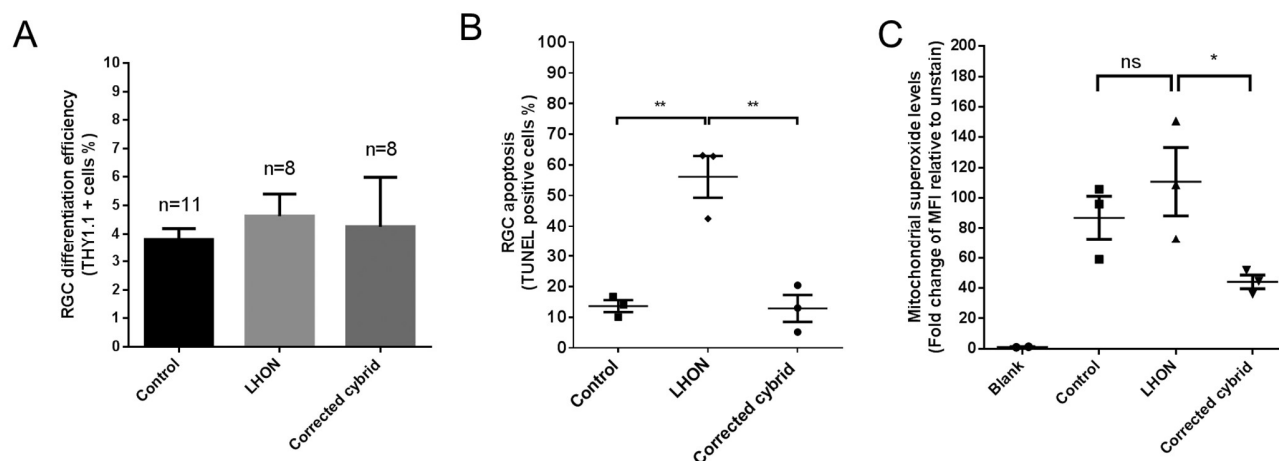 A
RGC differentiation efficiency
(THY1.1 + cells %)
10
9
8
7
6
5
4
3
2
1
0
n=11
n=8
n=8
Control
LHON
Corrected cybrid
B
RGC apoptosis
(TUNEL positive cells %)
100
90
80
70
60
50
40
30
20
10
0
**
**
Control
LHON
Corrected cybrid
C
Mitochondrial superoxide levels
(Fold change of MFI relative to unstain)
200
180
160
140
120
100
80
60
40
20
0
ns
*
Blank
Control
LHON
Corrected cybrid